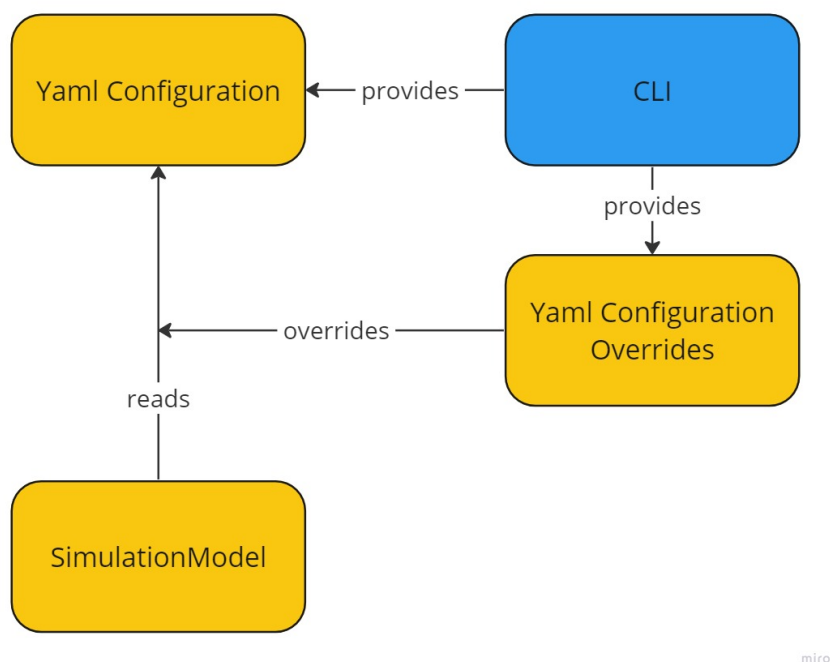 Yaml Configuration
provides
CLI
provides
Yaml Configuration
Overrides
overrides
reads
SimulationModel
miro